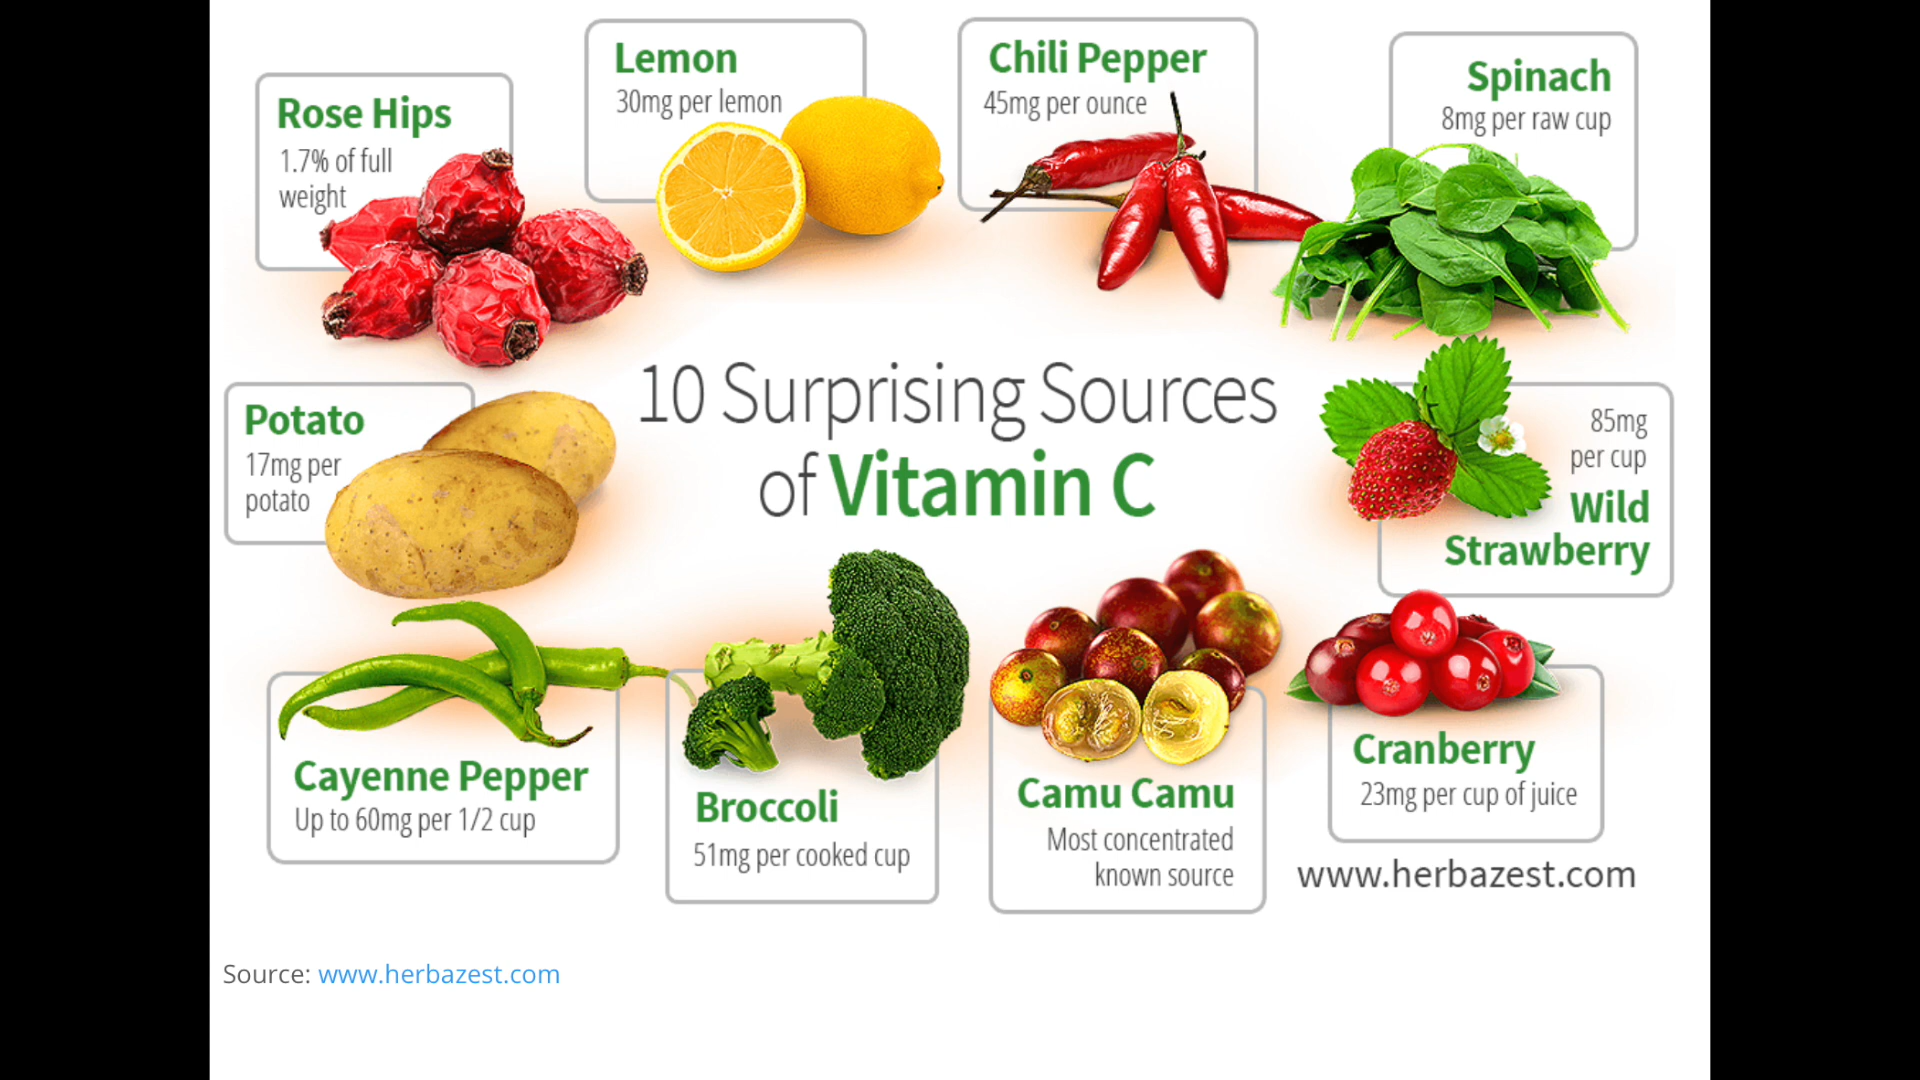 Rose Hips
1.7% of full
weight
Lemon
30mg per lemon
Chili Pepper
45mg per ounce
Spinach
8mg per raw cup
10 Surprising Sources
of Vitamin C
Potato
17mg per
potato
85mg
per cup
Wild
Strawberry
Cayenne Pepper
Up to 60mg per 1/2 cup
Broccoli
51mg per cooked cup
Camu Camu
Most concentrated
known source
Cranberry
23mg per cup of juice
www.herbazest.com
Source: www.herbazest.com